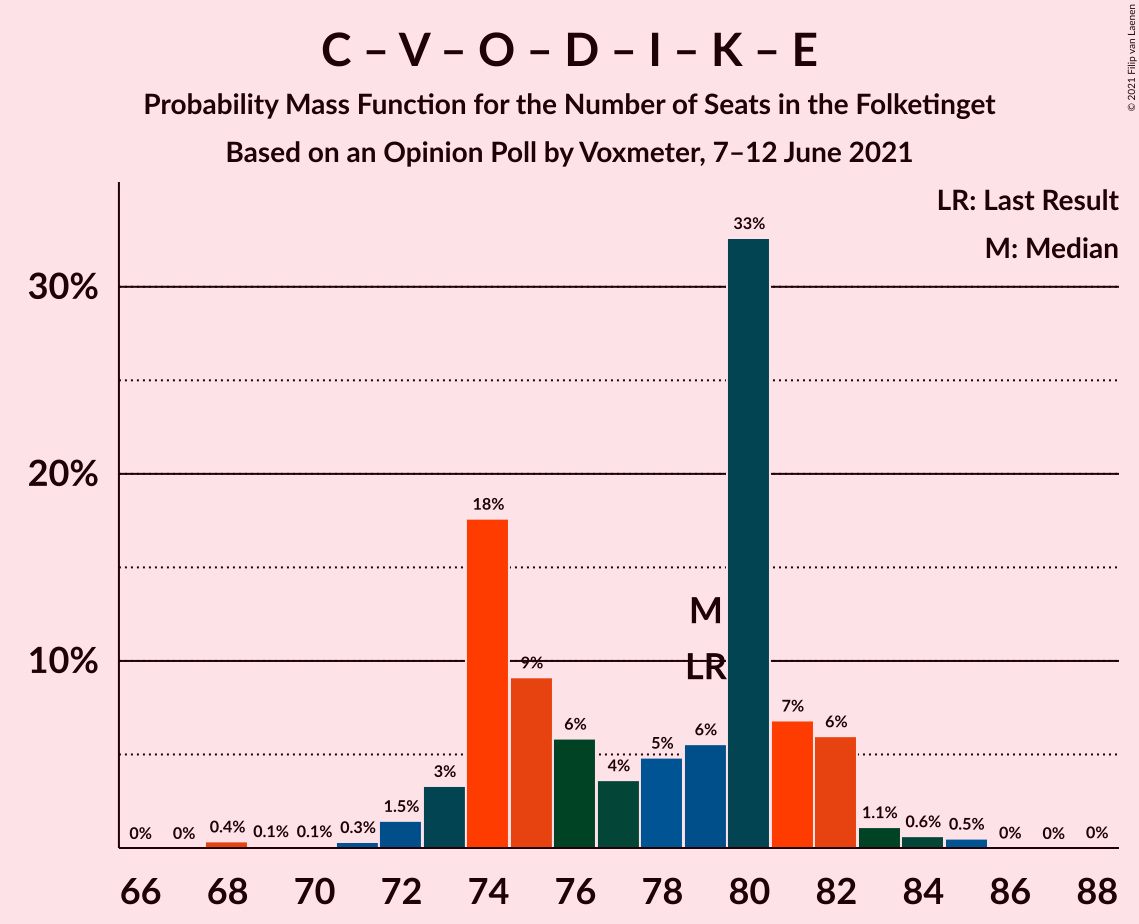 C – V – O – D – I – K – E
Probability Mass Function for the Number of Seats in the Folketinget
Based on an Opinion Poll by Voxmeter, 7–12 June 2021
© 2021 Filip van Laenen
LR: Last Result
M: Median
33%
30%
20%
18%
M
10%
9%
LR
7%
6%
6%
6%
5%
4%
3%
1.5%
1.1%
0%
0%
0.4%
0.1%
0.1%
0.3%
0.6%
0.5%
0%
0%
0%
66 68 70 72 74 76 78 80 82 84 86 88